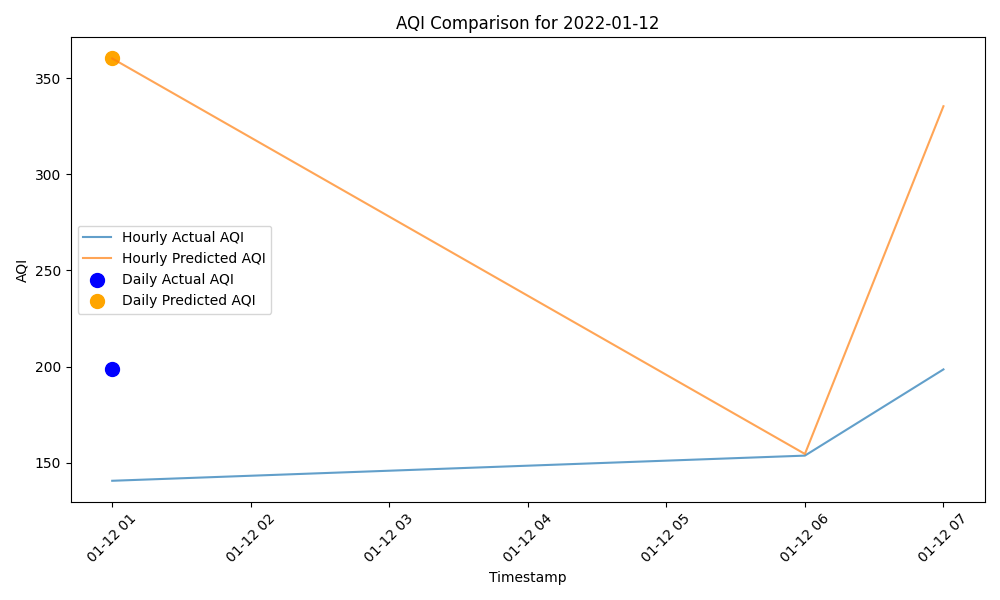 AQI Comparison for 2022-01-12
AQI
350
300
250
200
150
Hourly Actual AQI
Hourly Predicted AQI
Daily Actual AQI
Daily Predicted AQI
01-12 01
01-12 02
01-12 03
01-12 04
01-12 05
01-12 06
01-12 07
Timestamp